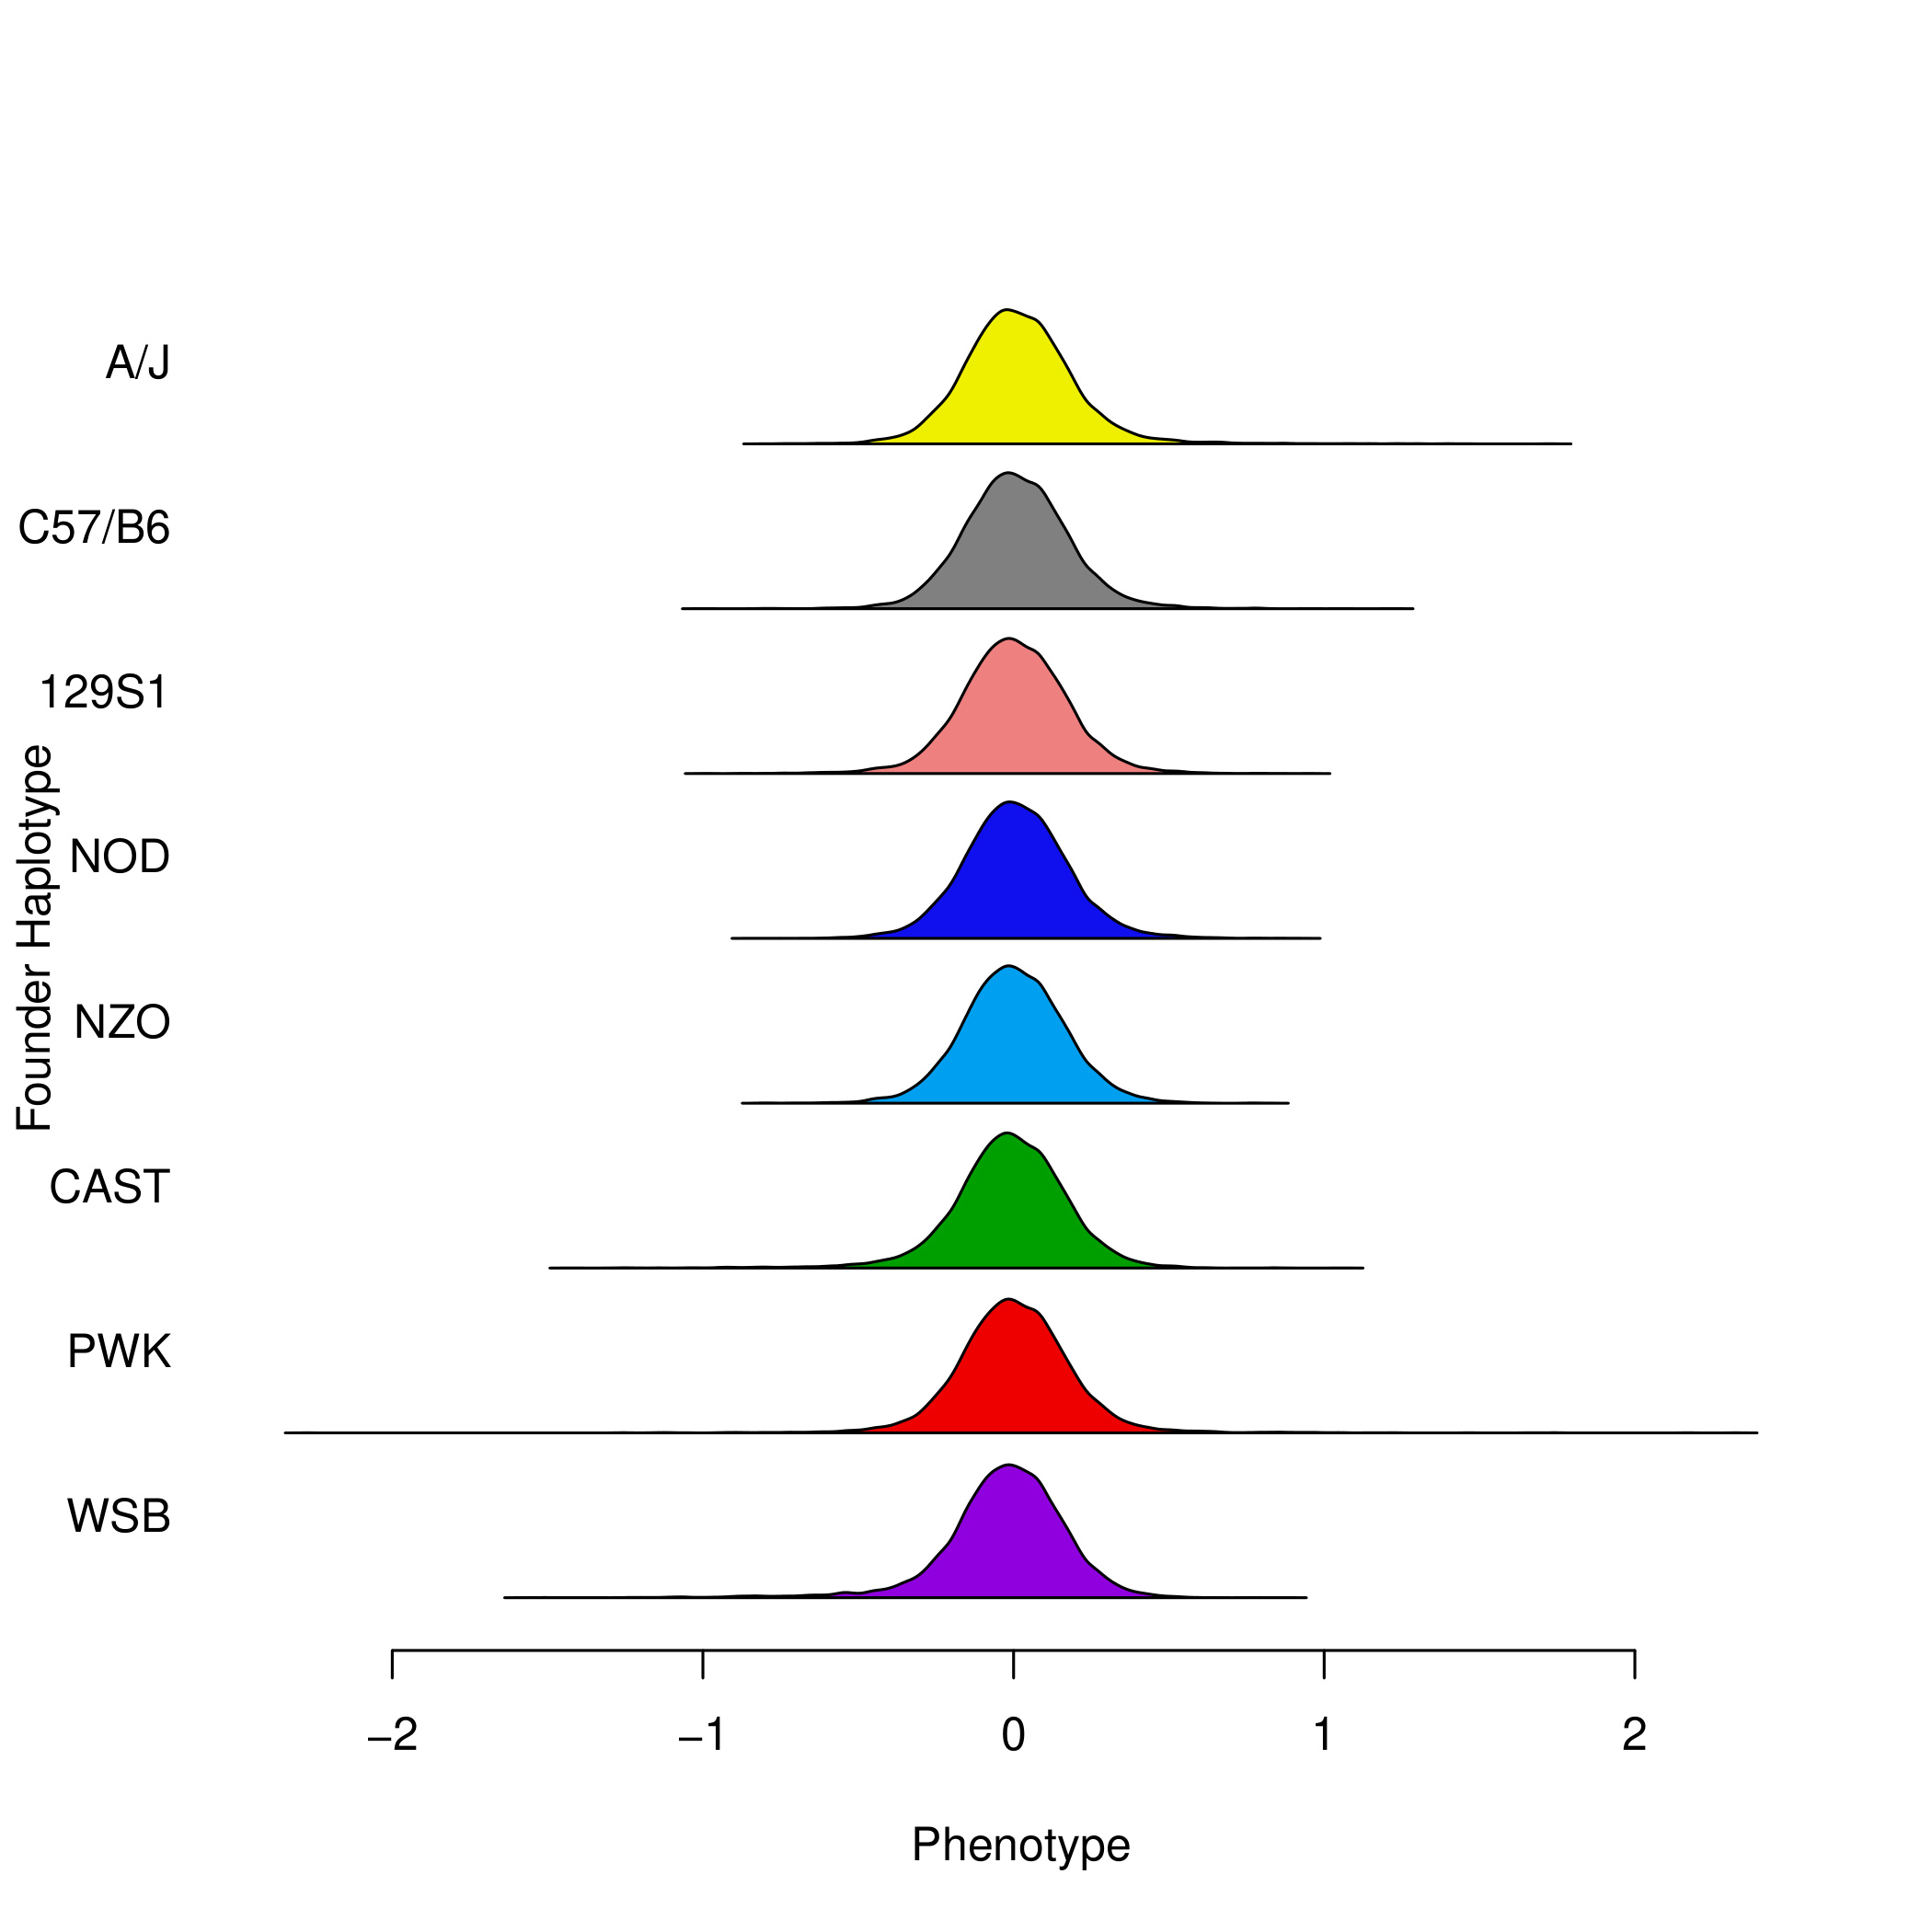 A/J
C57/B6
129S1
NOD
NZO
CAST
PWK
WSB
Founder Haplotype
−2 −1 0 1 2
Phenotype